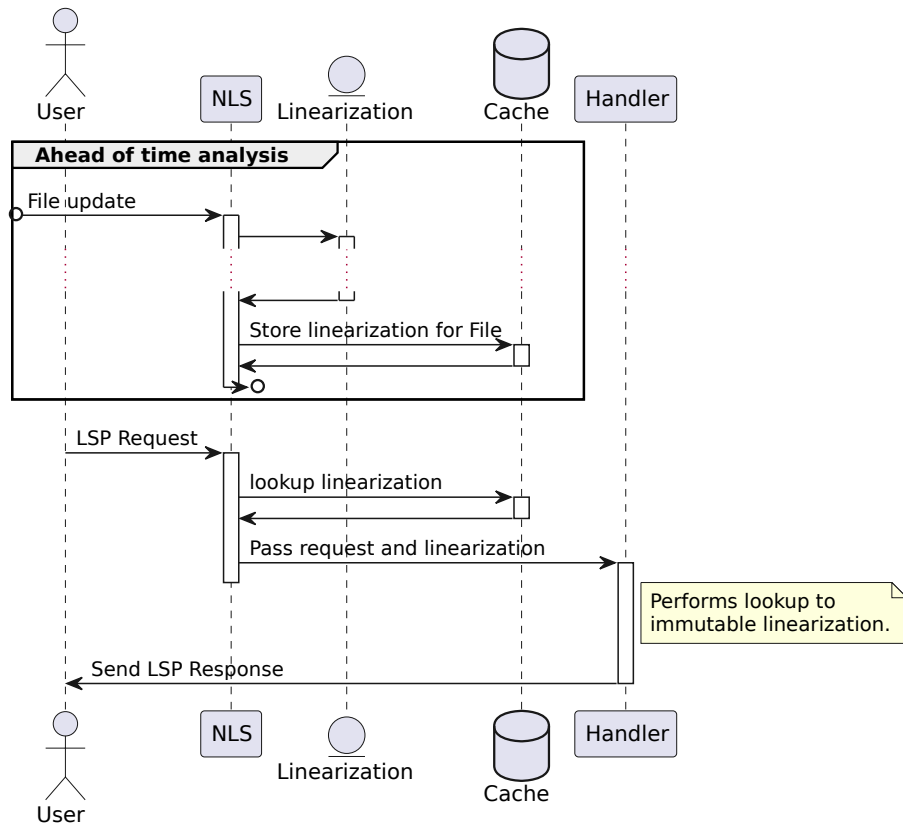 User
NLS
Linearization
Cache
Handler
Ahead of time analysis
File update
Store linearization for File
LSP Request
lookup linearization
Pass request and linearization
Performs lookup to
immutable linearization.
Send LSP Response
User
NLS
Linearization
Cache
Handler